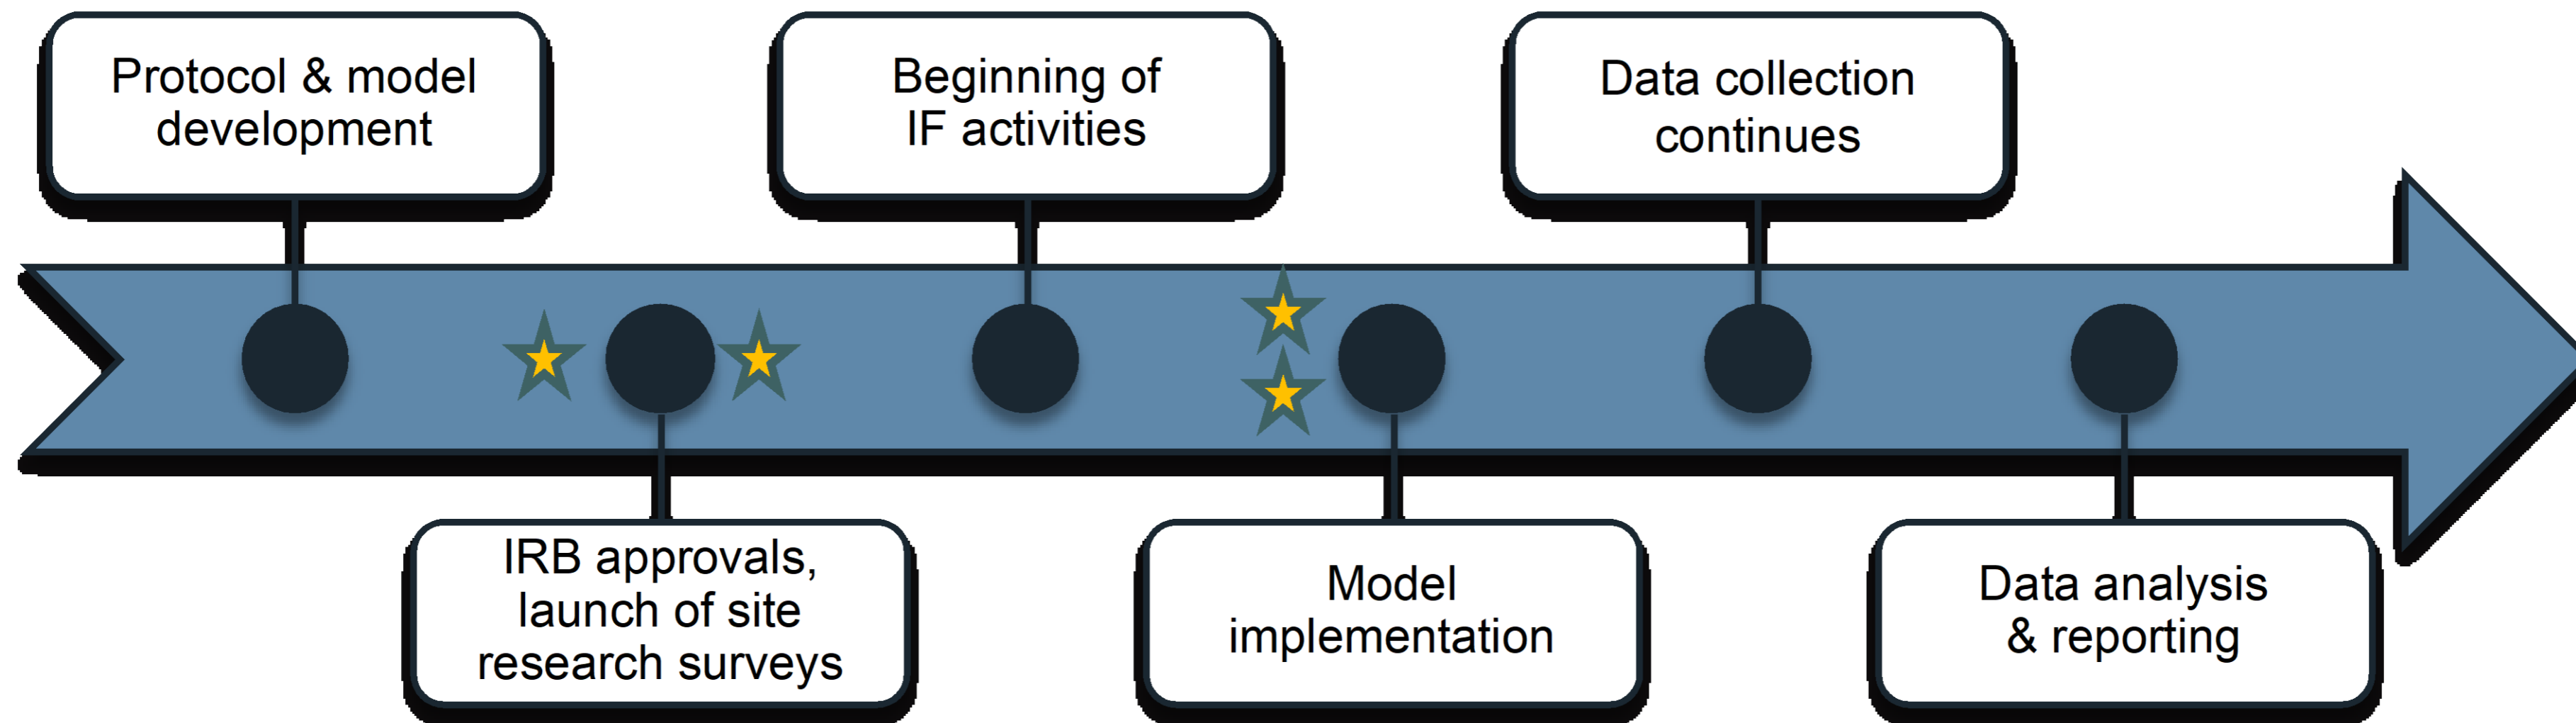 Protocol & model
development
IRB approvals,
launch of site
research surveys
Beginning of
IF activities
Model
implementation
Data collection
continues
Data analysis
& reporting